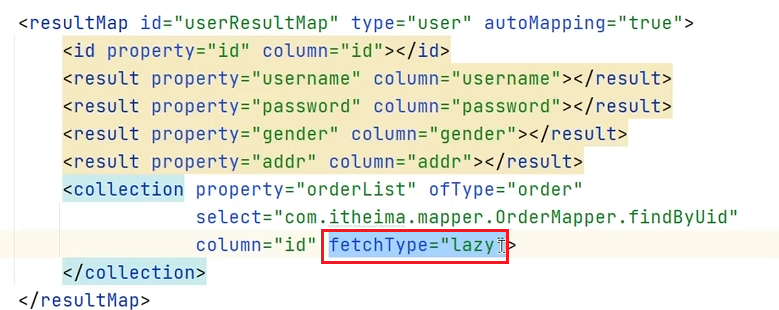 <resultMap id="userResultMap" type="user" autoMapping="true">
<id property="id" column="id"></id>
<result property="username" column="username"></result>
<result property="password" column="password"></result>
<result property="gender" column="gender"></result>
<result property="addr" column="addr"></result>
<collection property="orderList" ofType="order"
select="com.itheima.mapper.OrderMapper.findByUid"
column="id" fetchType="lazy">
</collection>
</resultMap>